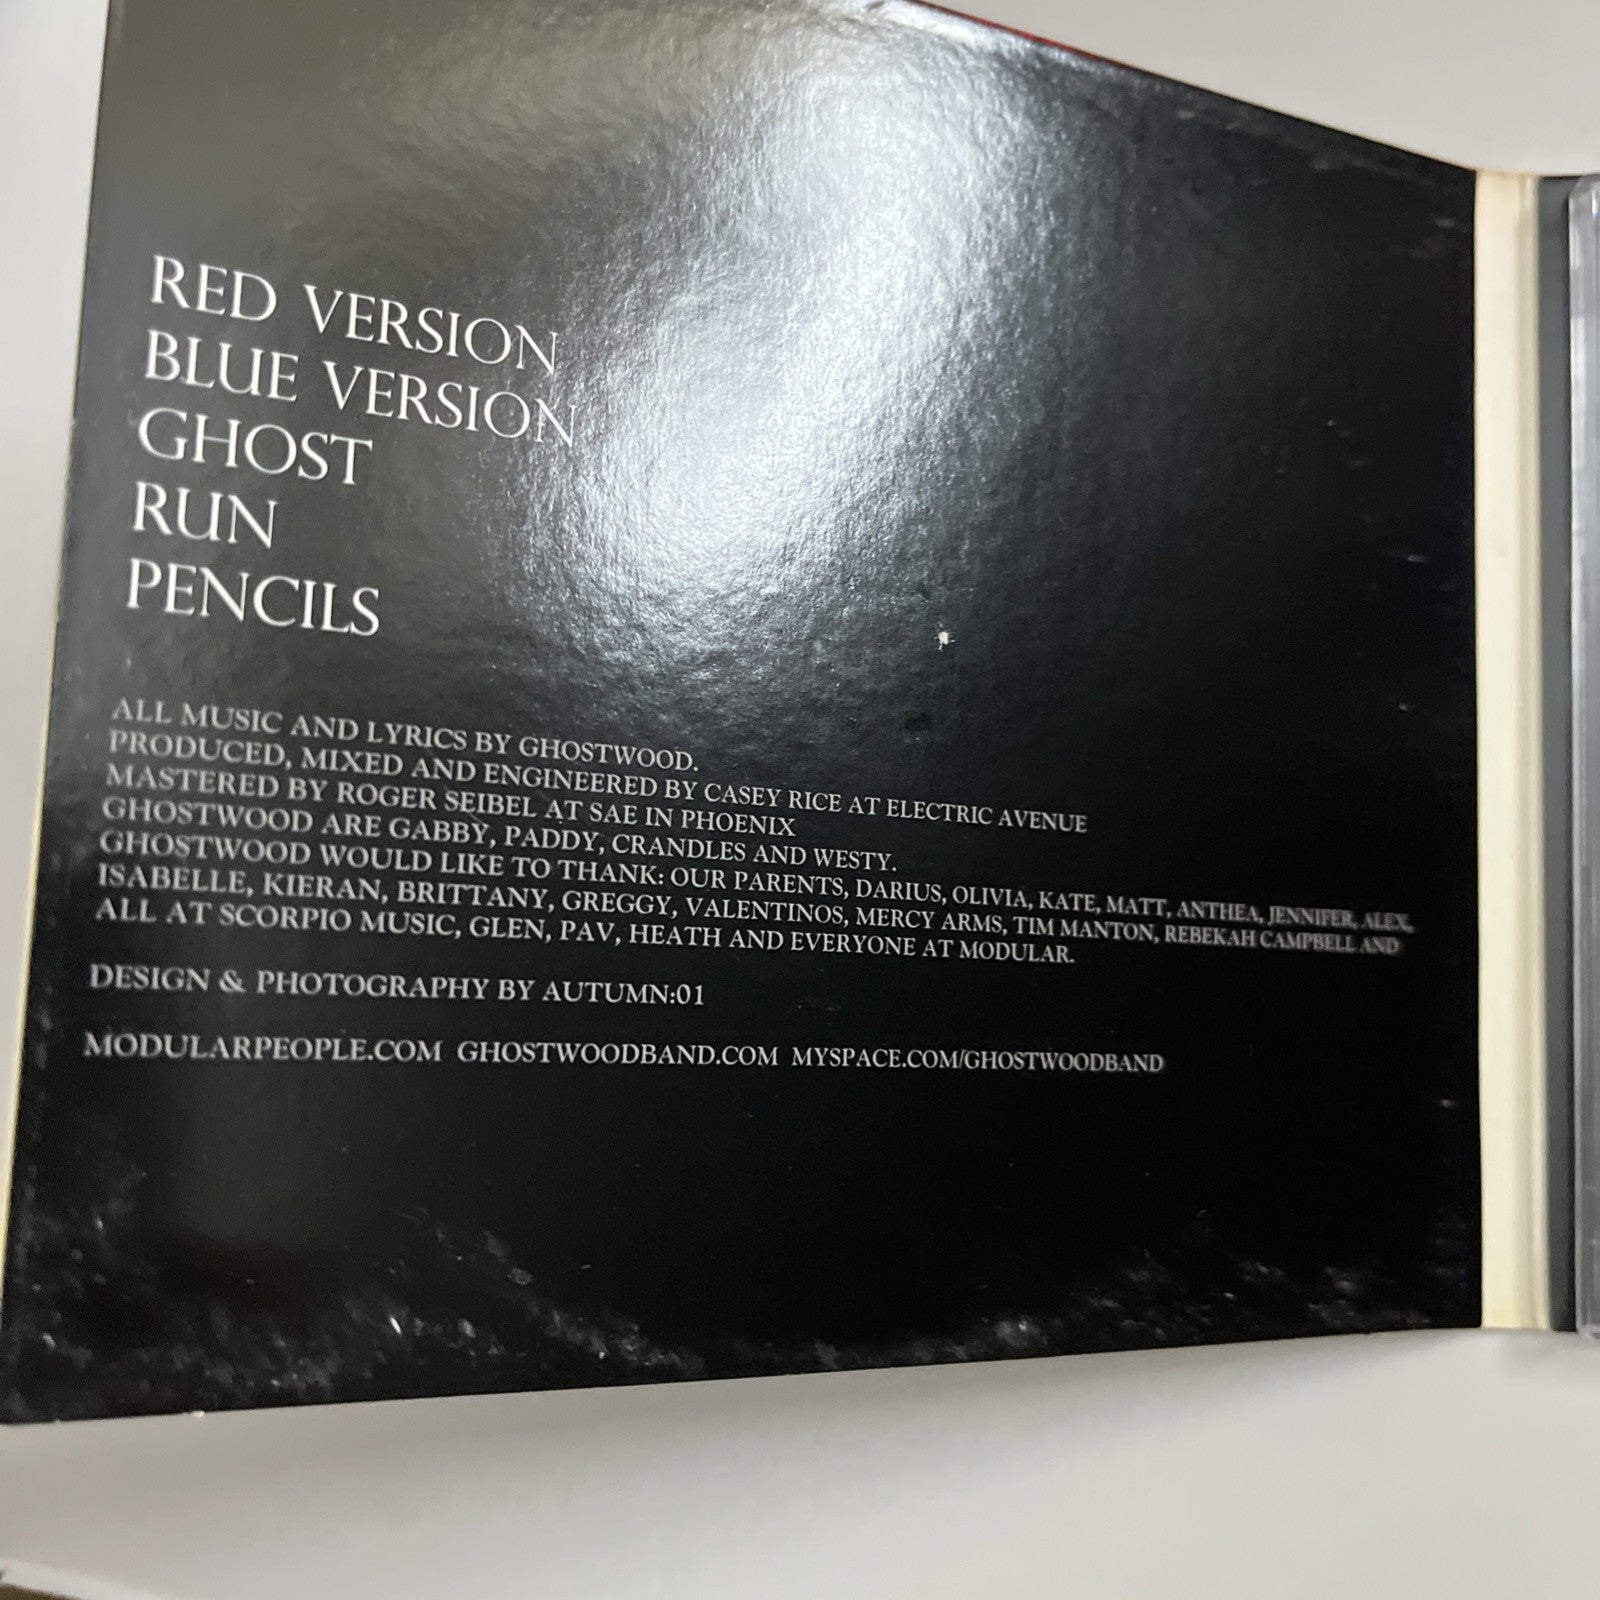 RED VERSION
BLUE VERSION
GHOST
RUN
PENCILS
ALL MUSIC AND LYRICS BY GHOSTWOOD.
PRODUCED, MIXED AND ENGINEERED BY CASEY RICE AT ELECTRIC AVENUE
MASTERED BY ROGER SEIBEL AT SAE IN PHOENIX
GHOSTWOOD ARE GABBY, PADDY, CRANDLES AND WESTY.
GHOSTWOOD WOULD LIKE TO THANK: OUR PARENTS, DARIUS, OLIVIA, KATE, MATT, ANTHEA, JENNIFER, ALEX,
ISABELLE, KIERAN, BRITTANY, GREGGY, VALENTINOS, MERCY ARMS, TIM MANTON, REBEKAH CAMPBELL AND
ALL AT SCORPIO MUSIC, GLEN, PAV, HEATH AND EVERYONE AT MODULAR.
DESIGN & PHOTOGRAPHY BY AUTUMN:01
MODULARPEOPLE.COM GHOSTWOODBAND.COM MYSPACE.COM/GHOSTWOODBAND